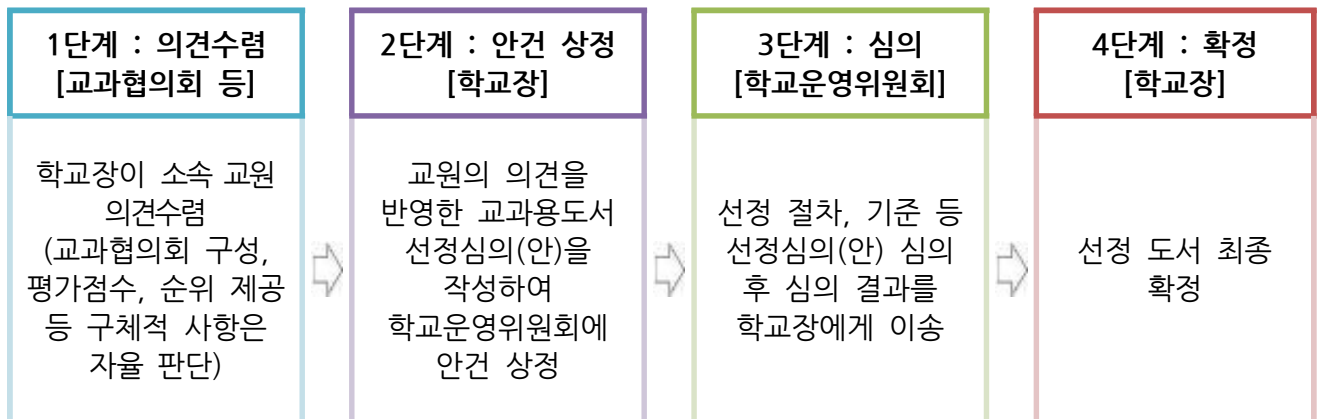 1단계 : 의견수렴
[교과협의회 등]
학교장이 소속 교원
의견수렴
(교과협의회 구성,
평가점수, 순위 제공
등 구체적 사항은
자율 판단)
2단계 : 안건 상정
[학교장]
교원의 의견을
반영한 교과용도서
선정심의(안)을
작성하여
학교운영위원회에
안건 상정
3단계 : 심의
[학교운영위원회]
선정 절차, 기준 등
선정심의(안) 심의
후 심의 결과를
학교장에게 이송
4단계 : 확정
[학교장]
선정 도서 최종
확정